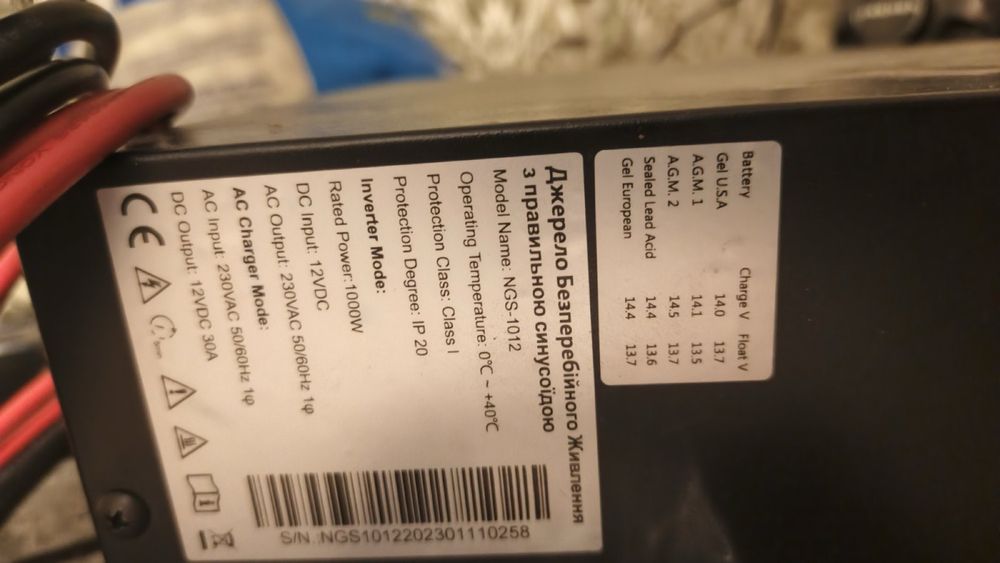 Battery Charge V Float V
Gel U.S.A 14.0 13.7
A.G.M. 1 14.1 13.5
A.G.M. 2 14.5 13.7
Sealed Lead Acid 14.4 13.6
Gel European 14.4 13.7
Джерело Безперебійного Живлення
з правильною синусоїдою
Model Name: NGS-1012
Operating Temperature: 0℃ ~ +40℃
Protection Class: Class I
Protection Degree: IP 20
Inverter Mode:
Rated Power:1000W
DC Input: 12VDC
AC Output: 230VAC 50/60Hz 1φ
AC Charger Mode:
AC Input: 230VAC 50/60Hz 1φ
DC Output: 12VDC 30A
CE
S/N.:NGS1012202301110258